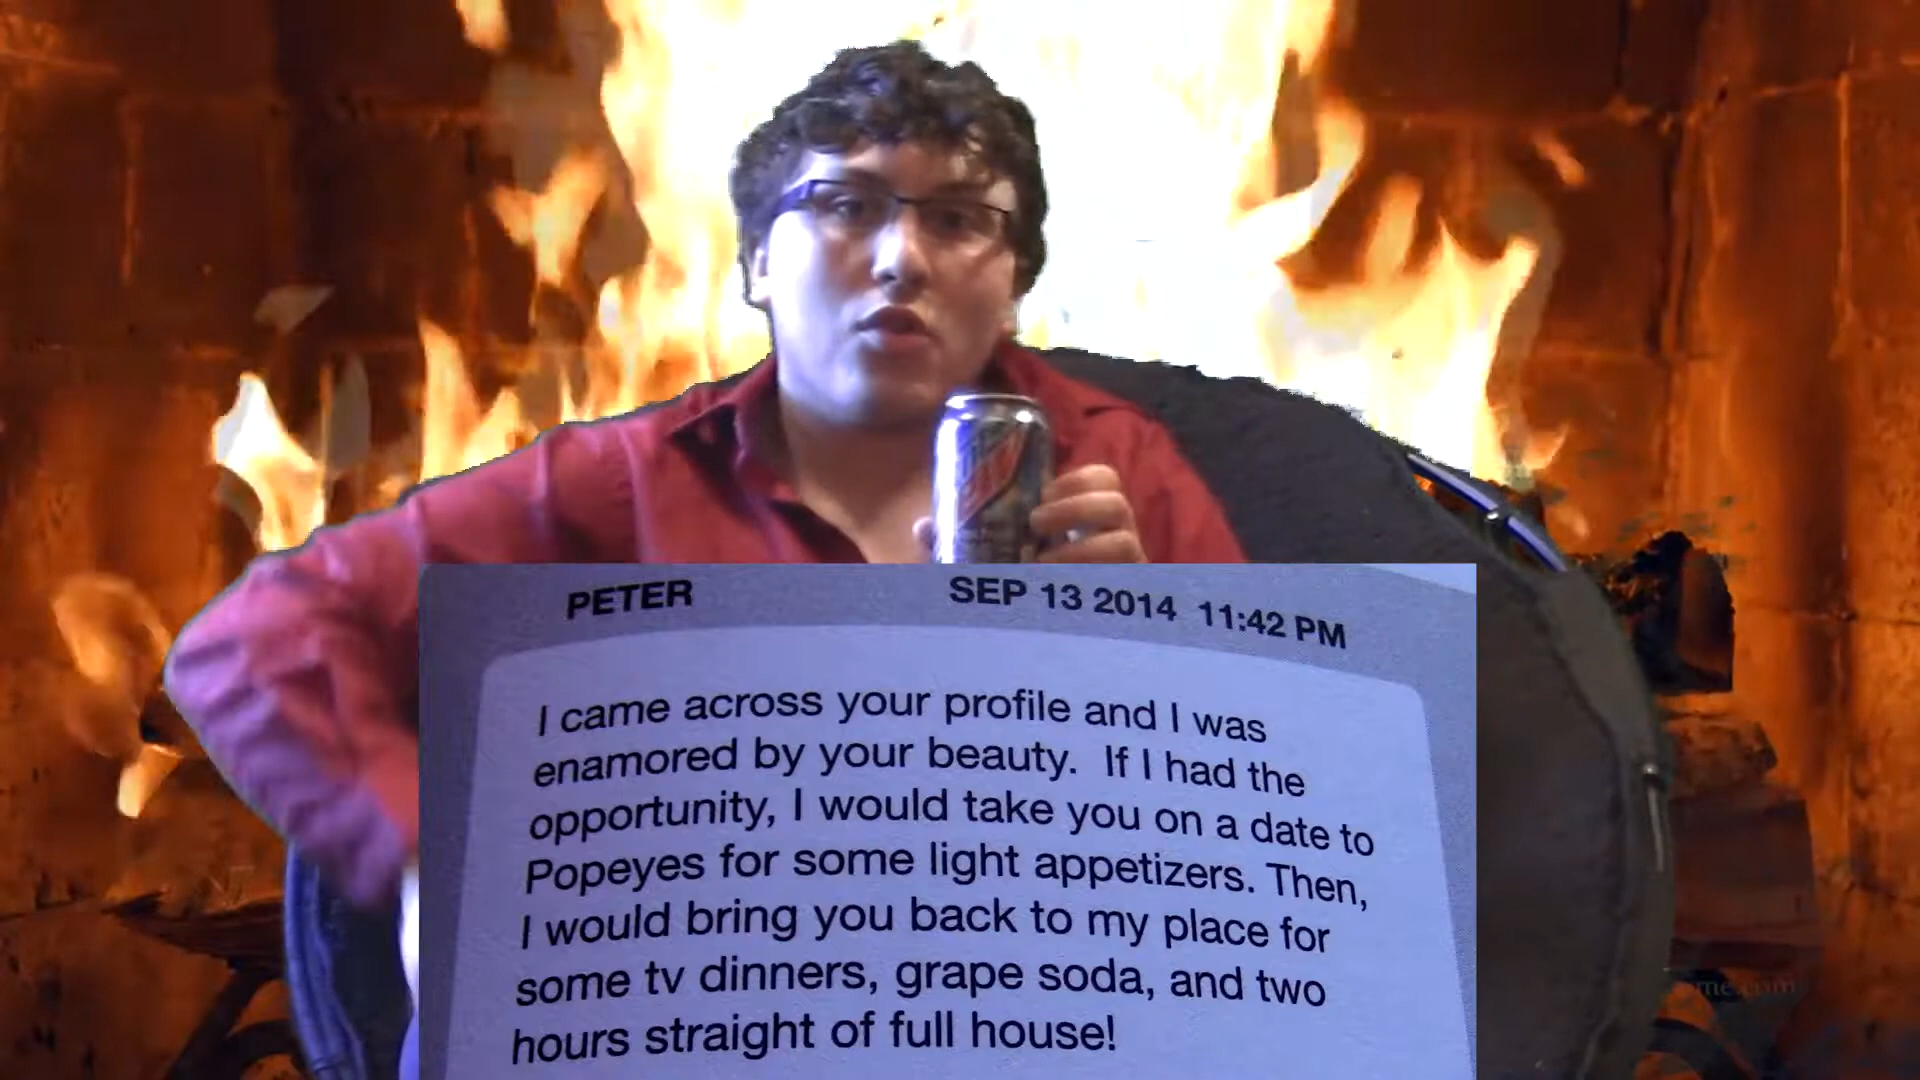 PETER SEP 13 2014 11:42 PM
I came across your profile and I was
enamored by your beauty. If I had the
opportunity, I would take you on a date to
Popeyes for some light appetizers. Then,
I would bring you back to my place for
some tv dinners, grape soda, and two
hours straight of full house!